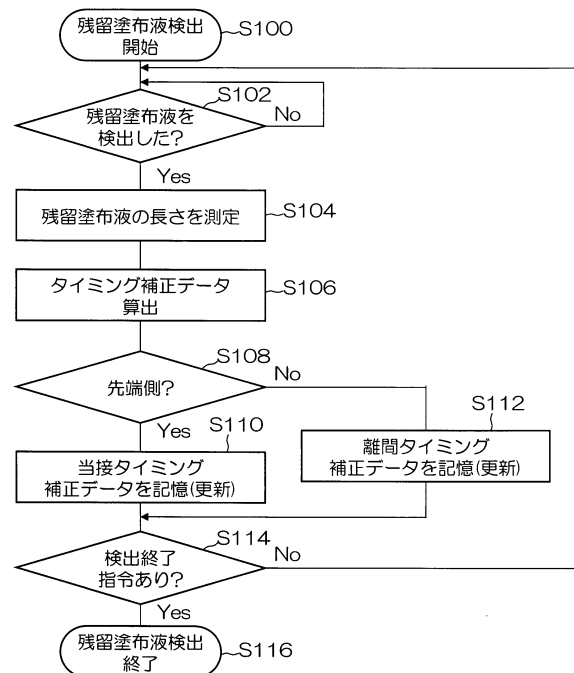 残留塗布液検出
開始
S100
S102
残留塗布液を
検出した?
No
Yes
残留塗布液の長さを測定
S104
タイミング補正データ
算出
S106
S108
先端側?
No
Yes
S110
S112
当接タイミング
補正データを記憶(更新)
離間タイミング
補正データを記憶(更新)
S114
検出終了
指令あり?
No
Yes
残留塗布液検出
終了
S116